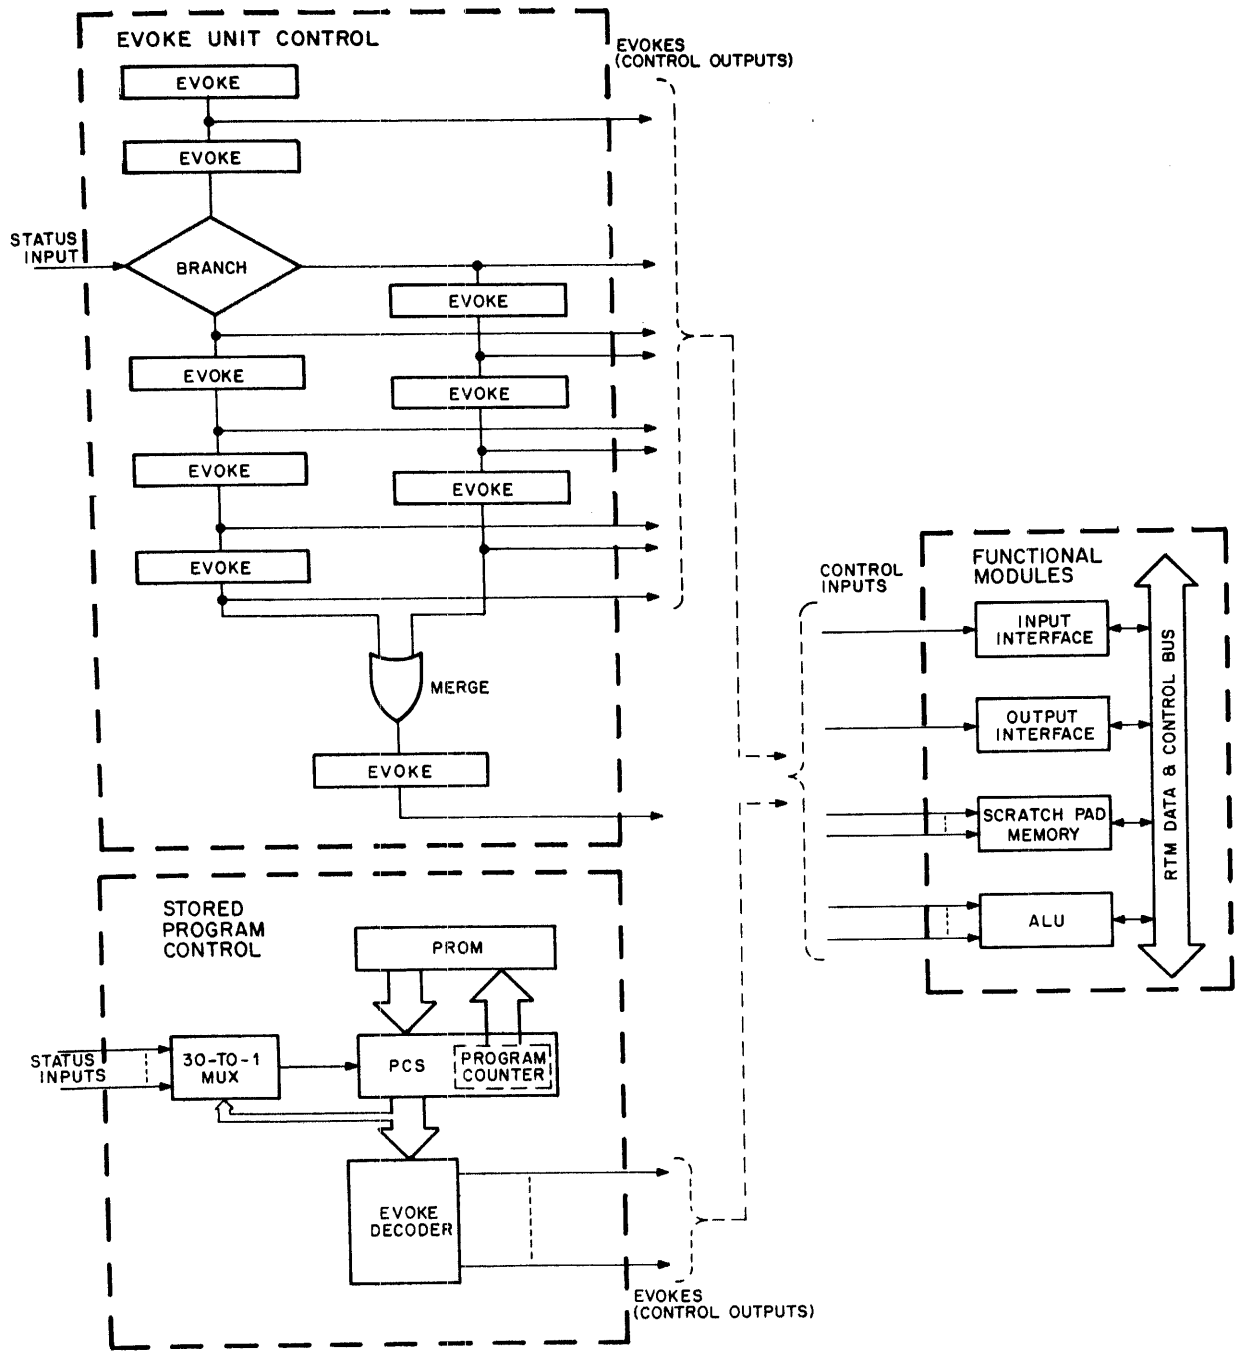 EVOKE UNIT CONTROL
EVOKES
(CONTROL OUTPUTS)
EVOKE
EVOKE
STATUS
INPUT
BRANCH
EVOKE
EVOKE
EVOKE
EVOKE
EVOKE
EVOKE
MERGE
EVOKE
CONTROL
INPUTS
FUNCTIONAL
MODULES
INPUT
INTERFACE
OUTPUT
INTERFACE
SCRATCH PAD
MEMORY
ALU
RTM DATA & CONTROL BUS
STORED
PROGRAM
CONTROL
PROM
STATUS
INPUTS
30-TO-1
MUX
PCS
PROGRAM
COUNTER
EVOKE
DECODER
EVOKES
(CONTROL OUTPUTS)